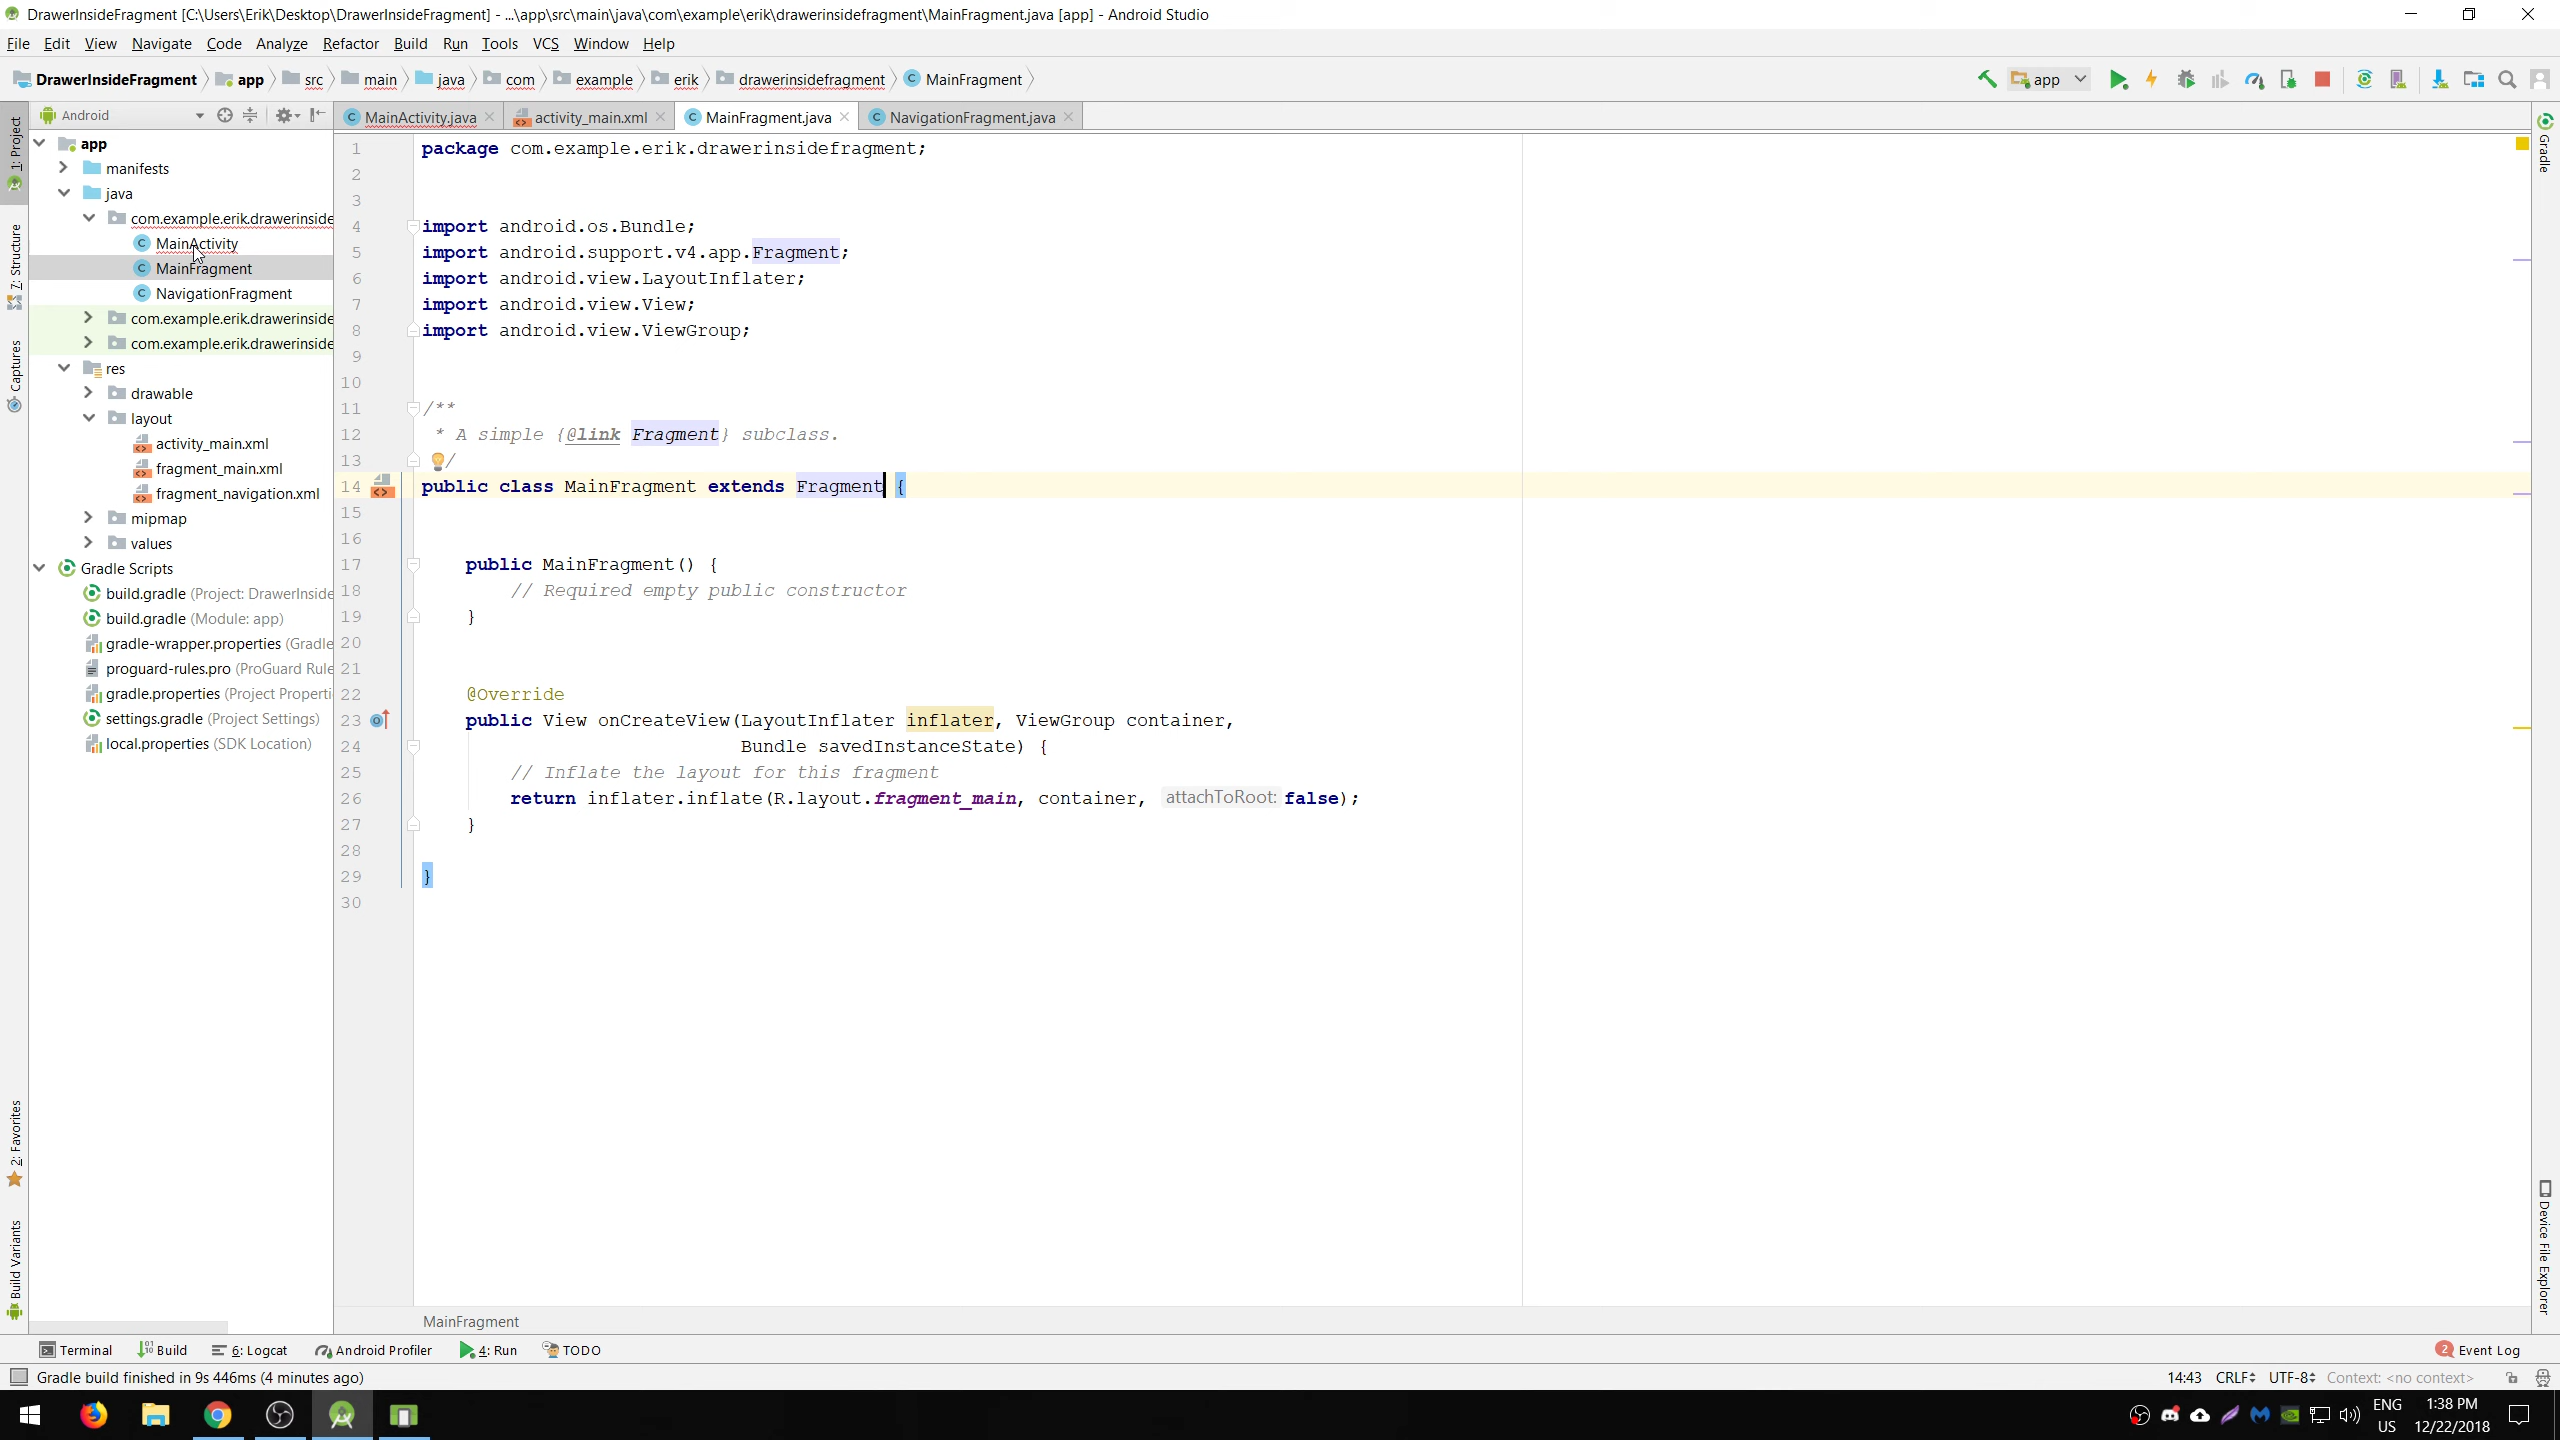 DrawerInsideFragment [C:\Users\Erik\Desktop\DrawerInsideFragment] - ...\app\src\main\java\com\example\erik\drawerinsidefragment\MainFragment.java [app] - Android Studio
File Edit View Navigate Code Analyze Refactor Build Run Tools VCS Window Help
DrawerInsideFragment app src main java com example erik drawerinsidefragment MainFragment app
Android
MainActivity.java activity_main.xml MainFragment.java NavigationFragment.java
1: Project
7: Structure
Captures
2: Favorites
Build Variants
app
manifests
java
com.example.erik.drawerinside
MainActivity
MainFragment
NavigationFragment
com.example.erik.drawerinside
com.example.erik.drawerinside
res
drawable
layout
activity_main.xml
fragment_main.xml
fragment_navigation.xml
mipmap
values
Gradle Scripts
build.gradle (Project: DrawerInside
build.gradle (Module: app)
gradle-wrapper.properties (Gradle
proguard-rules.pro (ProGuard Rule
gradle.properties (Project Properti
settings.gradle (Project Settings)
local.properties (SDK Location)
1 package com.example.erik.drawerinsidefragment;
2
3
4 import android.os.Bundle;
5 import android.support.v4.app.Fragment;
6 import android.view.LayoutInflater;
7 import android.view.View;
8 import android.view.ViewGroup;
9
10
11 /**
12 * A simple {@link Fragment} subclass.
13 */
14 public class MainFragment extends Fragment {
15
16
17 public MainFragment() {
18 // Required empty public constructor
19 }
20
21
22 @Override
23 public View onCreateView(LayoutInflater inflater, ViewGroup container,
24 Bundle savedInstanceState) {
25 // Inflate the layout for this fragment
26 return inflater.inflate(R.layout.fragment_main, container, attachToRoot: false);
27 }
28
29 }
30
MainFragment
Gradle
Device File Explorer
Terminal Build 6: Logcat Android Profiler 4: Run TODO 2 Event Log
Gradle build finished in 9s 446ms (4 minutes ago) 14:43 CRLF UTF-8 Context: <no context>
ENG 1:38 PM
US 12/22/2018